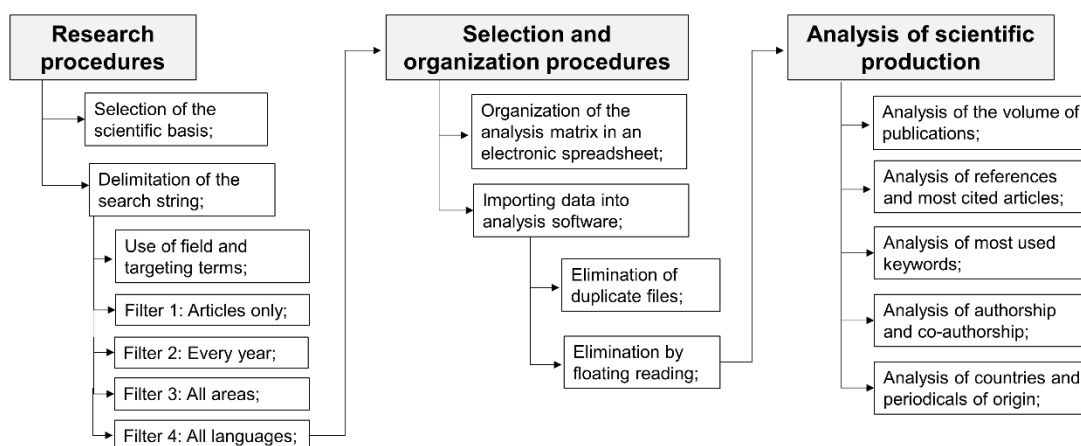 Research
procedures
Selection of the
scientific basis;
Delimitation of the
search string;
Use of field and
targeting terms;
Filter 1: Articles only;
Filter 2: Every year;
Filter 3: All areas;
Filter 4: All languages;
Selection and
organization procedures
Organization of the
analysis matrix in an
electronic spreadsheet;
Importing data into
analysis software;
Elimination of
duplicate files;
Elimination by
floating reading;
Analysis of scientific
production
Analysis of the volume of
publications;
Analysis of references
and most cited articles;
Analysis of most used
keywords;
Analysis of authorship
and co-authorship;
Analysis of countries and
periodicals of origin;